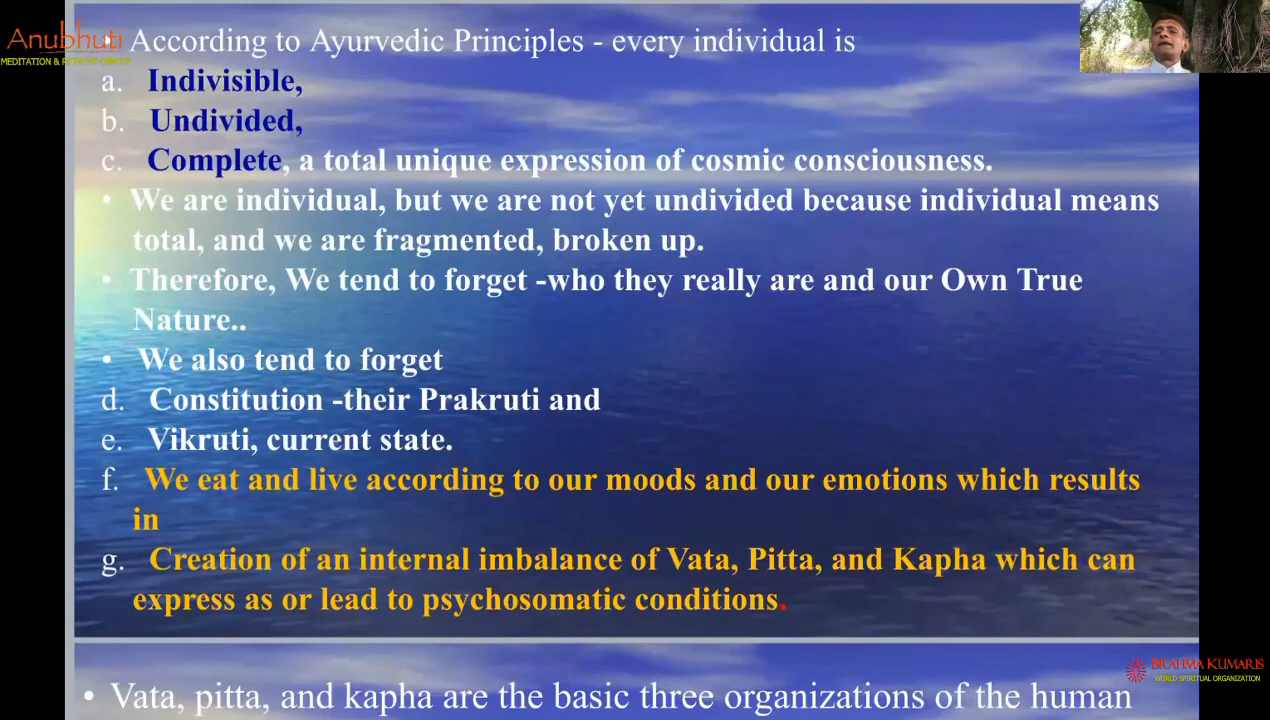 Anubhuti
MEDITATION & RETREAT CENTER
• According to Ayurvedic Principles - every individual is
a. Indivisible,
b. Undivided,
c. Complete, a total unique expression of cosmic consciousness.
• We are individual, but we are not yet undivided because individual means
total, and we are fragmented, broken up.
• Therefore, We tend to forget -who they really are and our Own True
Nature..
• We also tend to forget
d. Constitution -their Prakruti and
e. Vikruti, current state.
f. We eat and live according to our moods and our emotions which results
in
g. Creation of an internal imbalance of Vata, Pitta, and Kapha which can
express as or lead to psychosomatic conditions.
BRAHMA KUMARIS
WORLD SPIRITUAL ORGANIZATION
• Vata, pitta, and kapha are the basic three organizations of the human